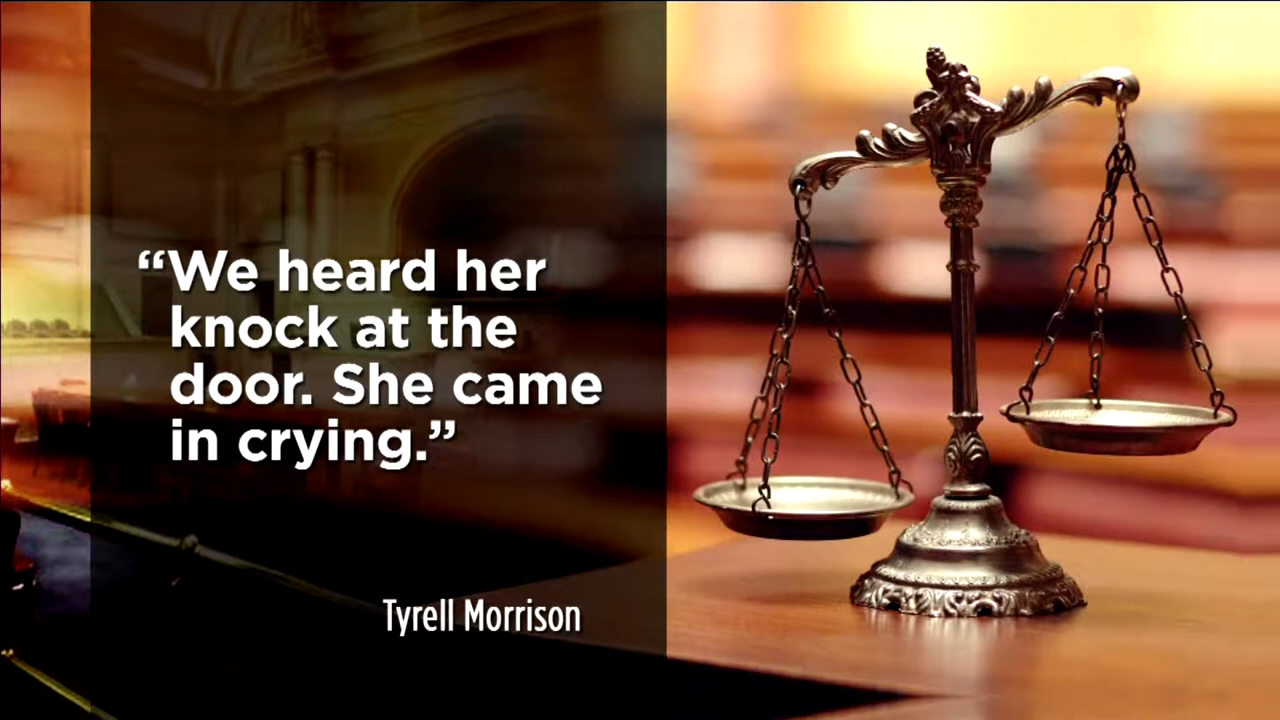 “We heard her
knock at the
door. She came
in crying.”
Tyrell Morrison